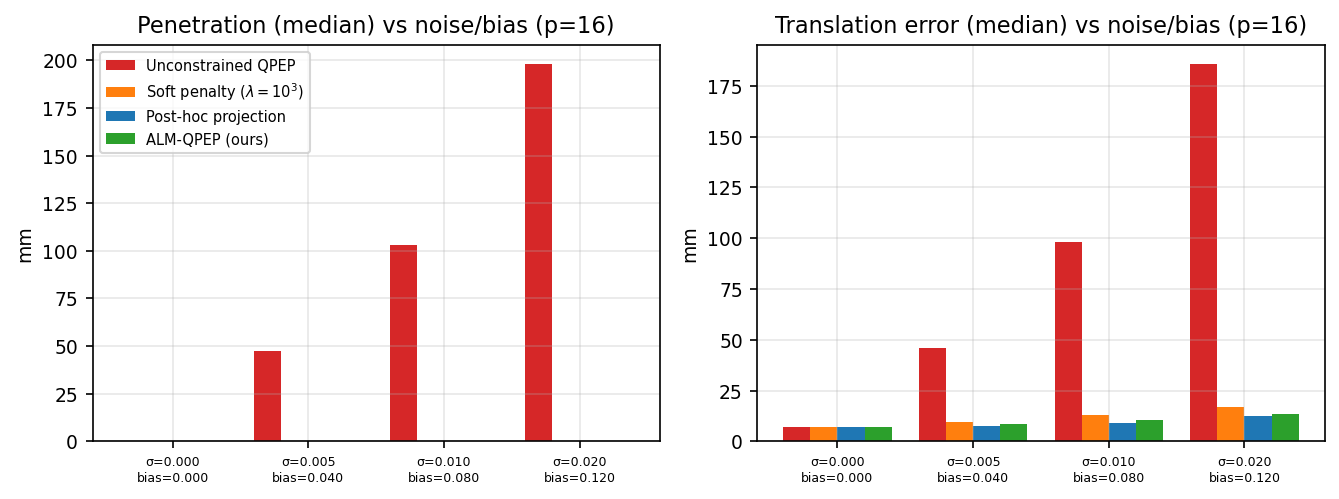 Penetration (median) vs noise/bias (p=16)
mm
200
175
150
125
100
75
50
25
0
Unconstrained QPEP
Soft penalty (λ = 10³)
Post-hoc projection
ALM-QPEP (ours)
σ=0.000
bias=0.000
σ=0.005
bias=0.040
σ=0.010
bias=0.080
σ=0.020
bias=0.120
Translation error (median) vs noise/bias (p=16)
mm
175
150
125
100
75
50
25
0
σ=0.000
bias=0.000
σ=0.005
bias=0.040
σ=0.010
bias=0.080
σ=0.020
bias=0.120